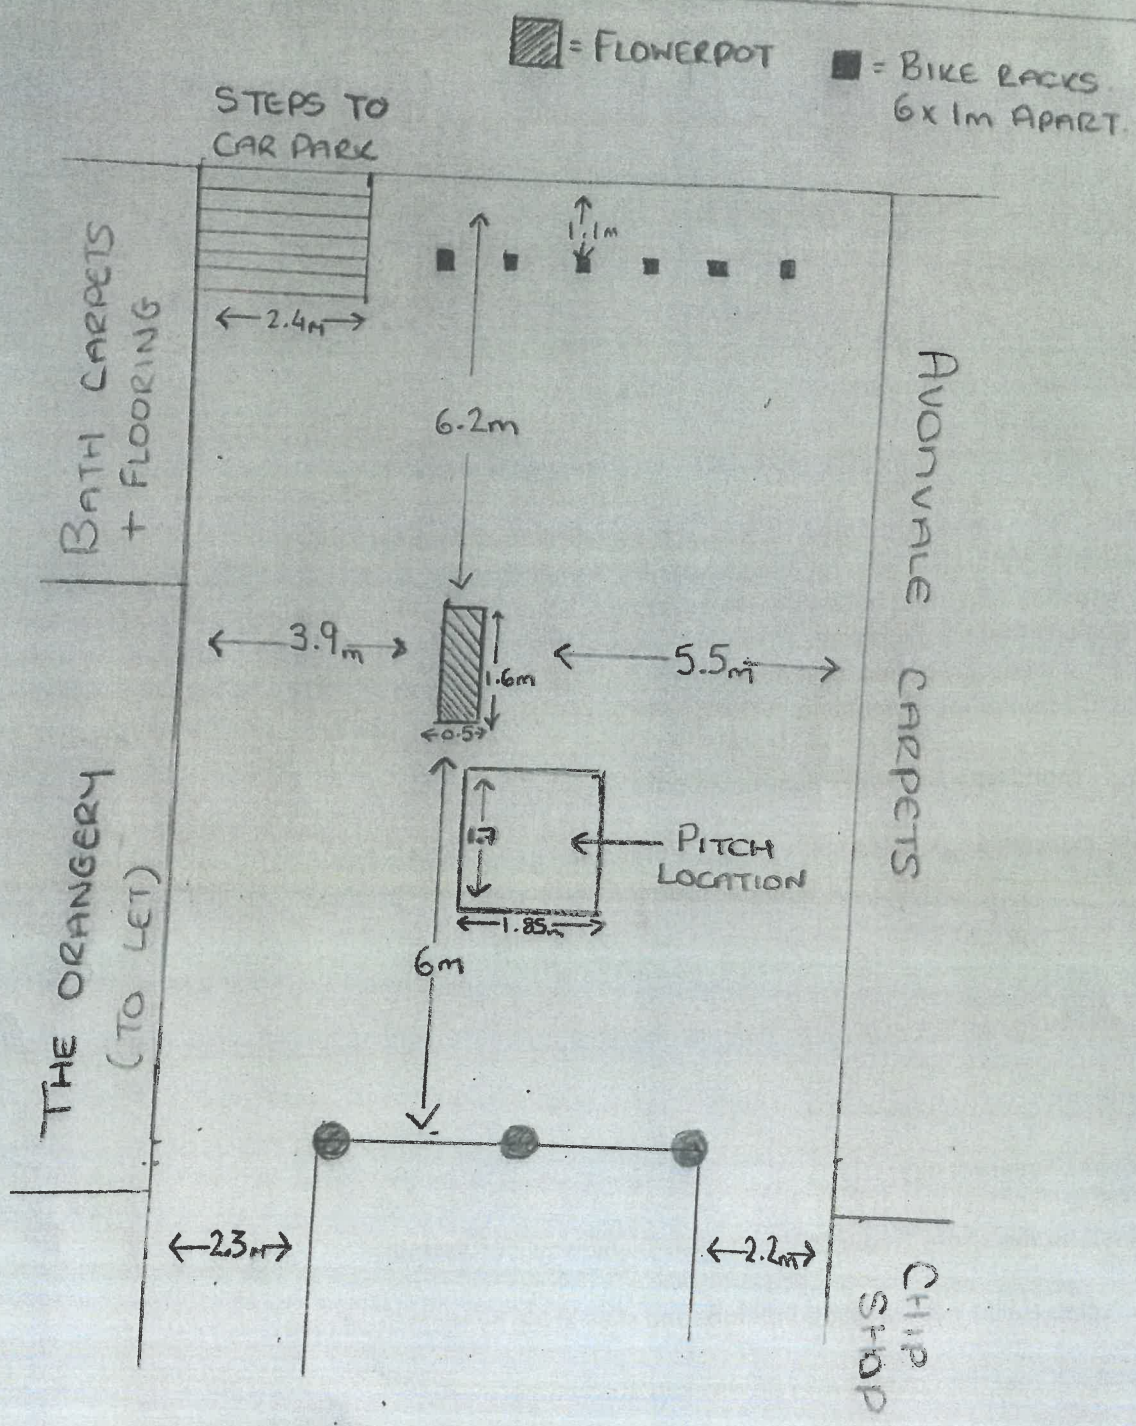 = FLOWERPOT
= BIKE RACKS.
6x 1m APART.
STEPS TO
CAR PARK
1.1m
2.4m
BATH CARPETS
+ FLOORING
6.2m
AVONVALE CARPETS
3.9m
5.5m
1.6m
0.5
THE ORANGERY
(TO LET)
PITCH
LOCATION
1.85m
6m
2.3m
2.2m
CHIP
SHOP